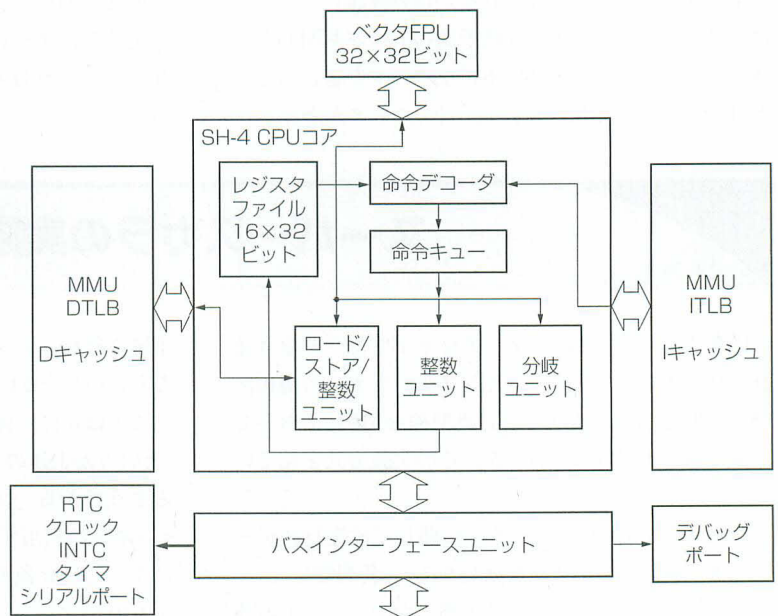 ベクタFPU
32×32ビット
SH-4 CPUコア
レジスタ
ファイル
16×32
ビット
命令デコーダ
命令キュー
MMU
DTLB
Dキャッシュ
MMU
ITLB
Iキャッシュ
ロード/
ストア/
整数
ユニット
整数
ユニット
分岐
ユニット
RTC
クロック
INTC
タイマ
シリアルポート
バスインターフェースユニット
デバッグ
ポート